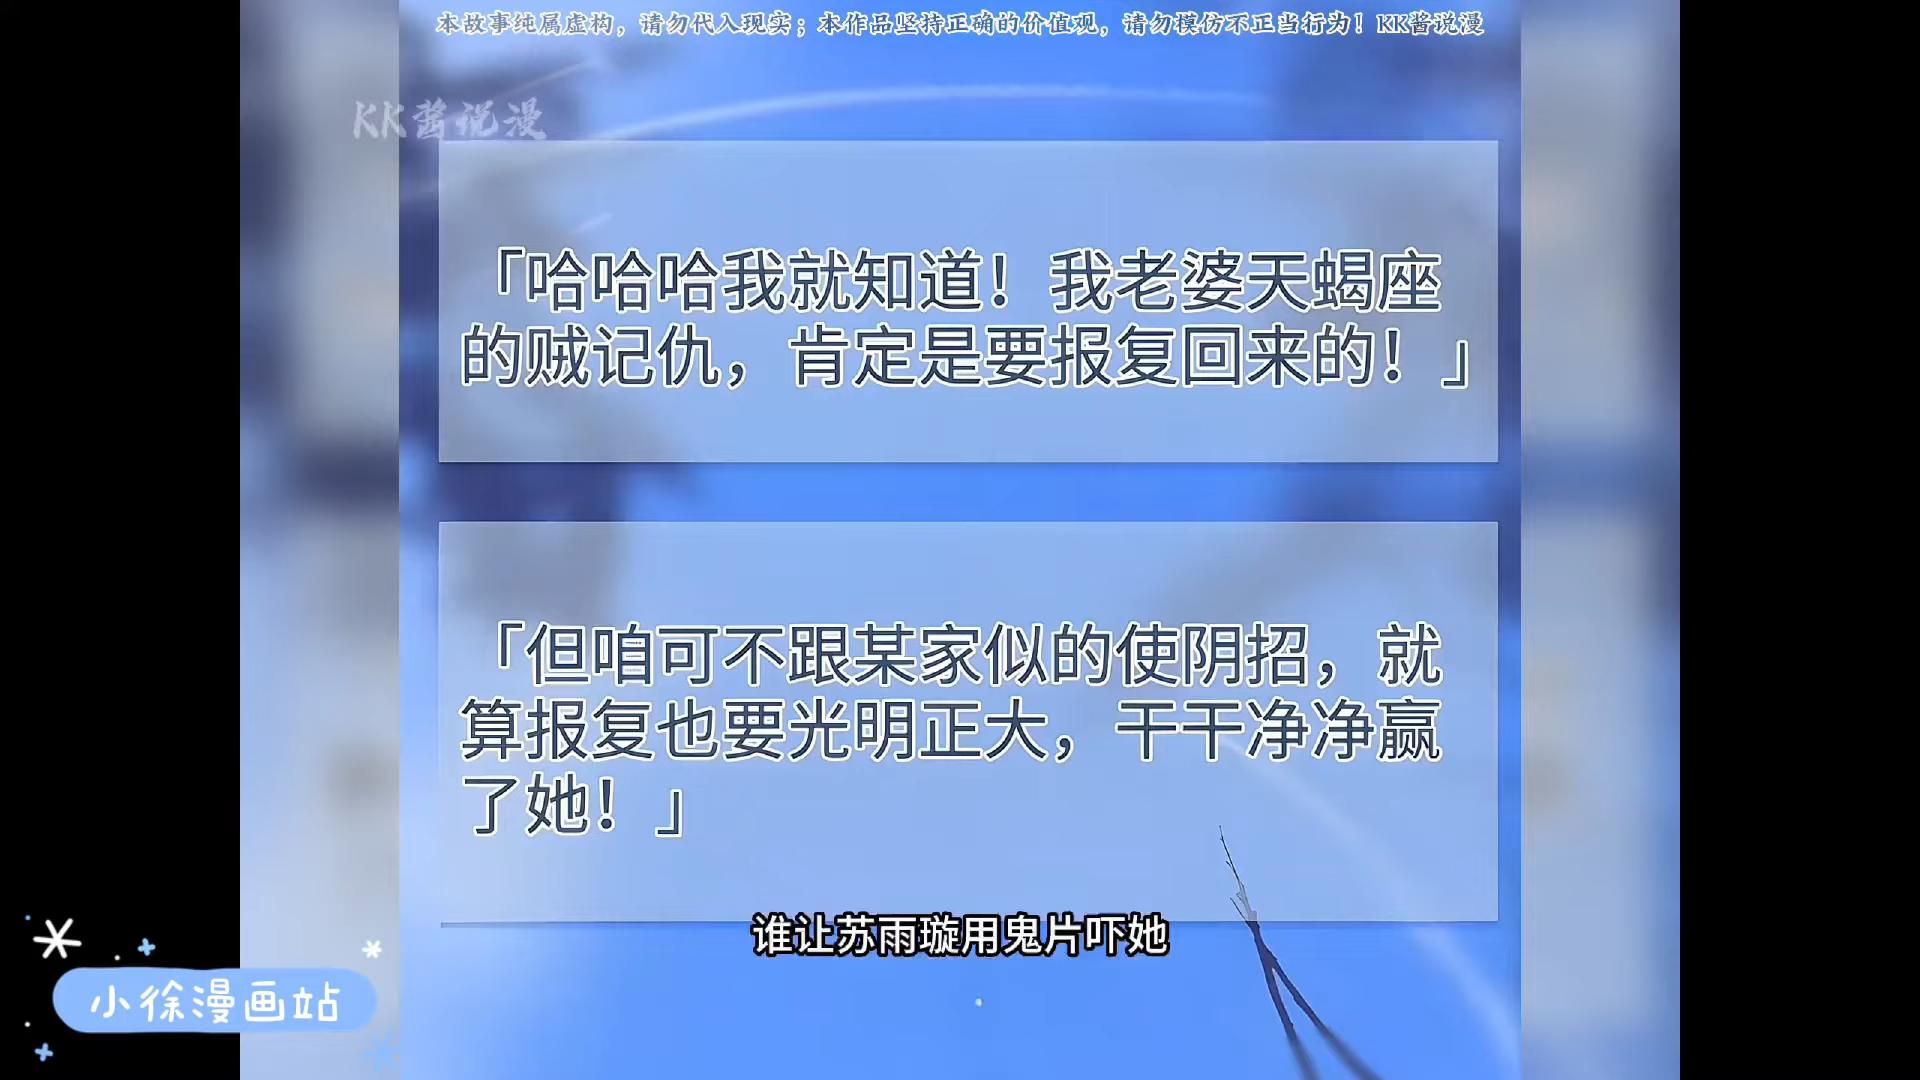 本故事纯属虚构，请勿代入现实；本作品坚持正确的价值观，请勿模仿不正当行为！KK酱说漫
KK酱说漫
「哈哈哈我就知道！我老婆天蝎座
的贼记仇，肯定是要报复回来的！」
「但咱可不跟某家似的使阴招，就
算报复也要光明正大，干干净净赢
了她！」
谁让苏雨璇用鬼片吓她
小徐漫画站